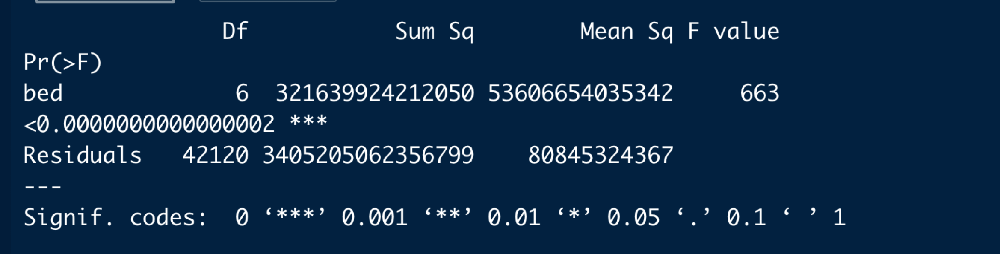 Df Sum Sq Mean Sq F value
Pr(>F)
bed 6 321639924212050 53606654035342 663
<0.0000000000000002 ***
Residuals 42120 3405205062356799 80845324367
---
Signif. codes: 0 ‘***’ 0.001 ‘**’ 0.01 ‘*’ 0.05 ‘.’ 0.1 ‘ ’ 1